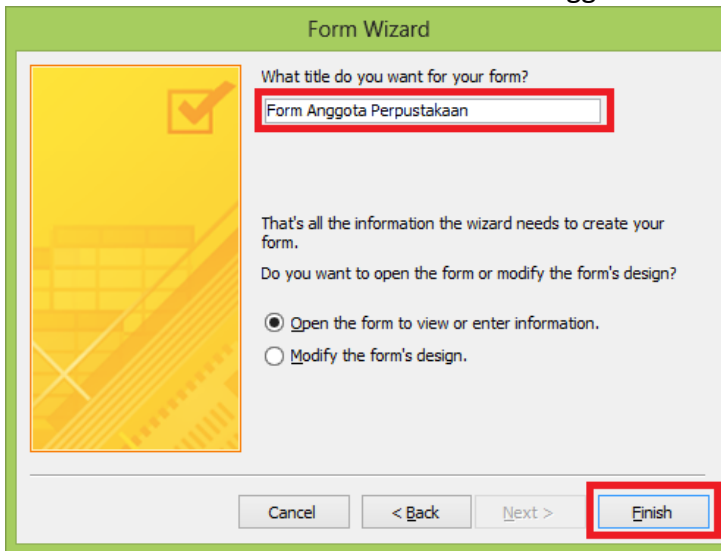 Form Wizard
What title do you want for your form?
Form Anggota Perpustakaan
That's all the information the wizard needs to create your
form.
Do you want to open the form or modify the form's design?
Open the form to view or enter information.
Modify the form's design.
Cancel
< Back
Next >
Finish